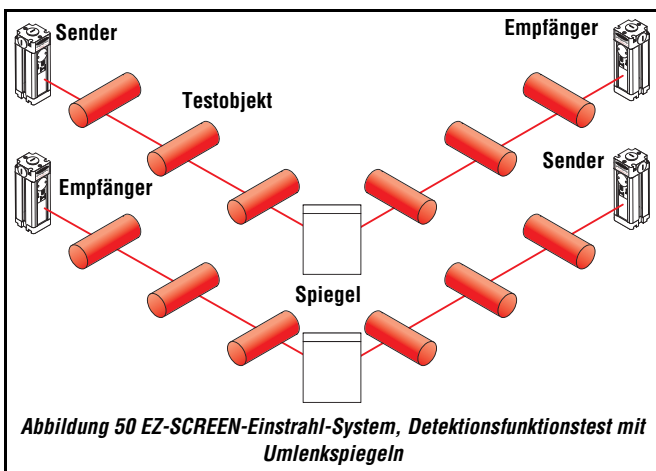 Sender
Empfänger
Testobjekt
Sender
Empfänger
Spiegel
Abbildung 50 EZ-SCREEN-Einstrahl-System, Detektionsfunktionstest mit
Umlenkspiegeln